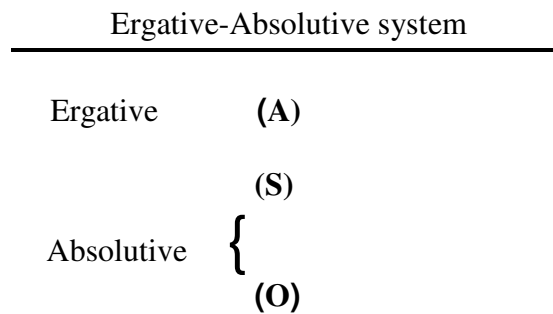 Ergative-Absolutive system
Ergative (A)
(S)
Absolutive {
(O)